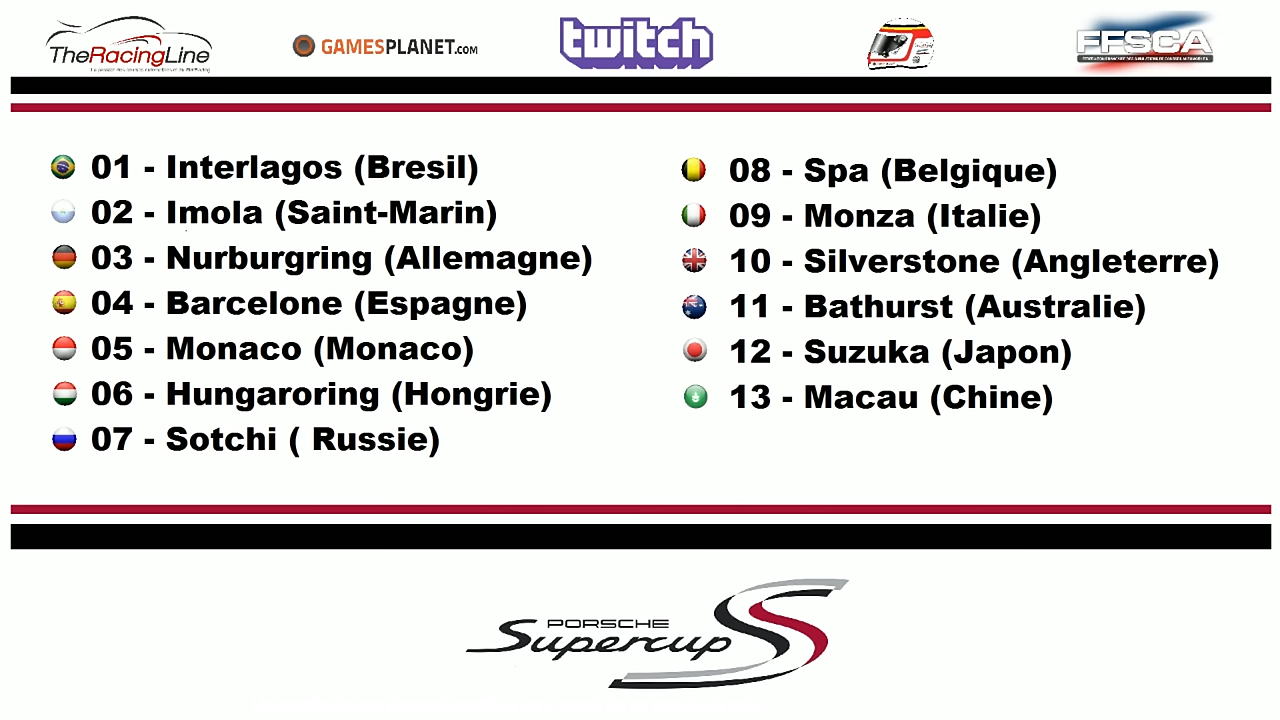 TheRacingLine
GAMESPLANET.COM
twitch
FFSCA
01 - Interlagos (Bresil)
02 - Imola (Saint-Marin)
03 - Nurburgring (Allemagne)
04 - Barcelone (Espagne)
05 - Monaco (Monaco)
06 - Hungaroring (Hongrie)
07 - Sotchi ( Russie)
08 - Spa (Belgique)
09 - Monza (Italie)
10 - Silverstone (Angleterre)
11 - Bathurst (Australie)
12 - Suzuka (Japon)
13 - Macau (Chine)
PORSCHE
Supercup